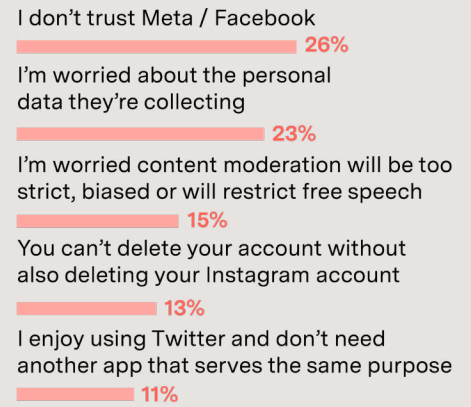 I don’t trust Meta / Facebook
26%
I’m worried about the personal
data they’re collecting
23%
I’m worried content moderation will be too
strict, biased or will restrict free speech
15%
You can’t delete your account without
also deleting your Instagram account
13%
I enjoy using Twitter and don’t need
another app that serves the same purpose
11%